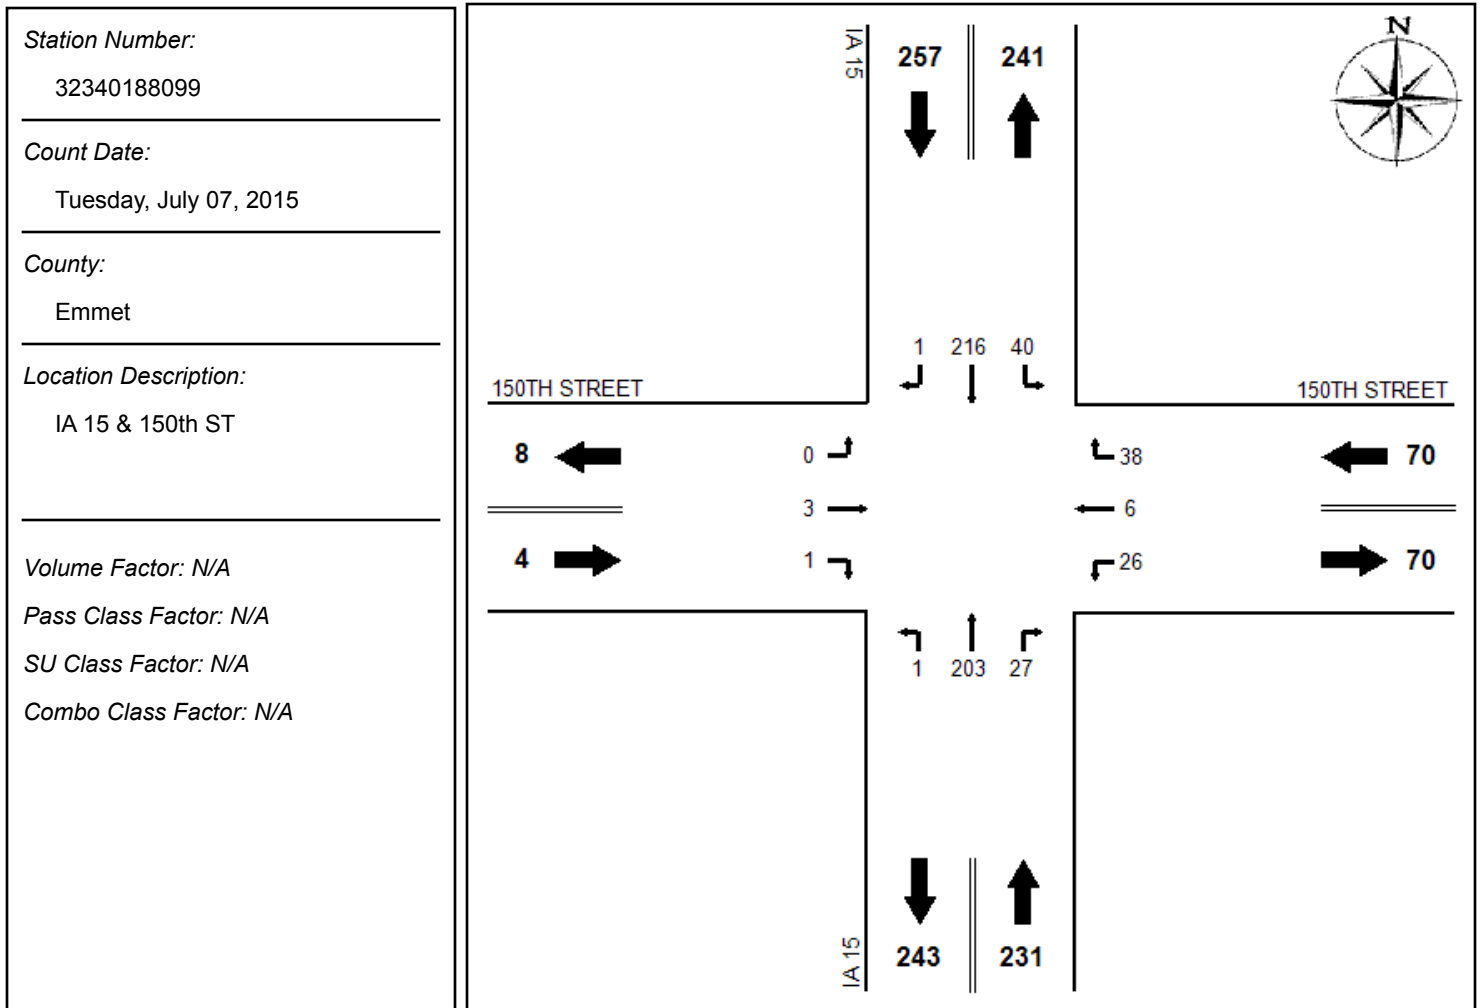 Station Number:
32340188099
Count Date:
Tuesday, July 07, 2015
County:
Emmet
Location Description:
IA 15 & 150th ST
Volume Factor: N/A
Pass Class Factor: N/A
SU Class Factor: N/A
Combo Class Factor: N/A
IA 15
257 241
N
1 216 40
150TH STREET
150TH STREET
8
0
38
70
3
6
4
1
26
70
1 203 27
IA 15
243 231